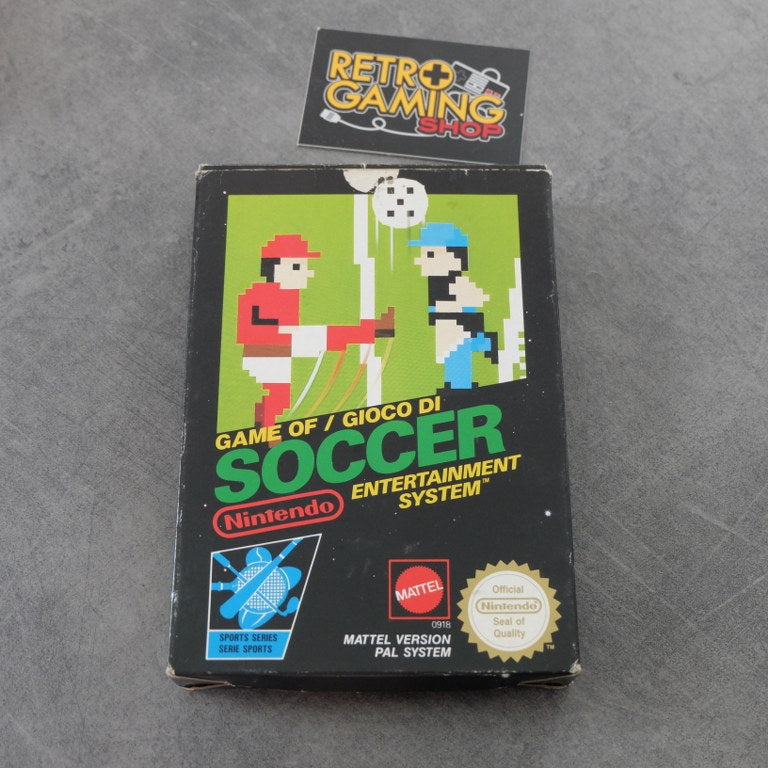 RETRO
GAMING
SHOP
GAME OF / GIOCO DI
SOCCER
Nintendo
ENTERTAINMENT
SYSTEM™
SPORTS SERIES
SERIE SPORTS
MATTEL
0918
MATTEL VERSION
PAL SYSTEM
Official
Nintendo
Seal of
Quality
TM